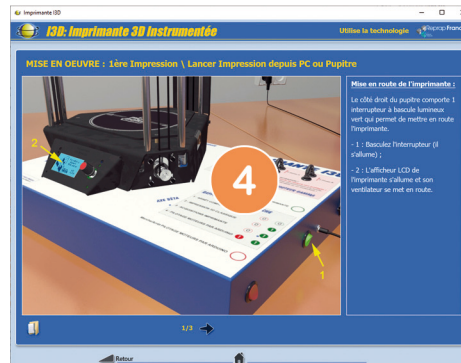 Imprimante I3D
I3D: Imprimante 3D Instrumentée
Utilise la technologie
MISE EN OEUVRE : 1ère Impression \ Lancer Impression depuis PC ou Pupitre
2
4
1
Mise en route de l'imprimante :
Le côté droit du pupitre comporte 1
interrupteur à bascule lumineux
vert qui permet de mettre en route
l'imprimante.
- 1 : Basculez l'interrupteur (il
s'allume) ;
- 2 : L'afficheur LCD de
l'imprimante s'allume et son
ventilateur se met en route.
1/3
Retour